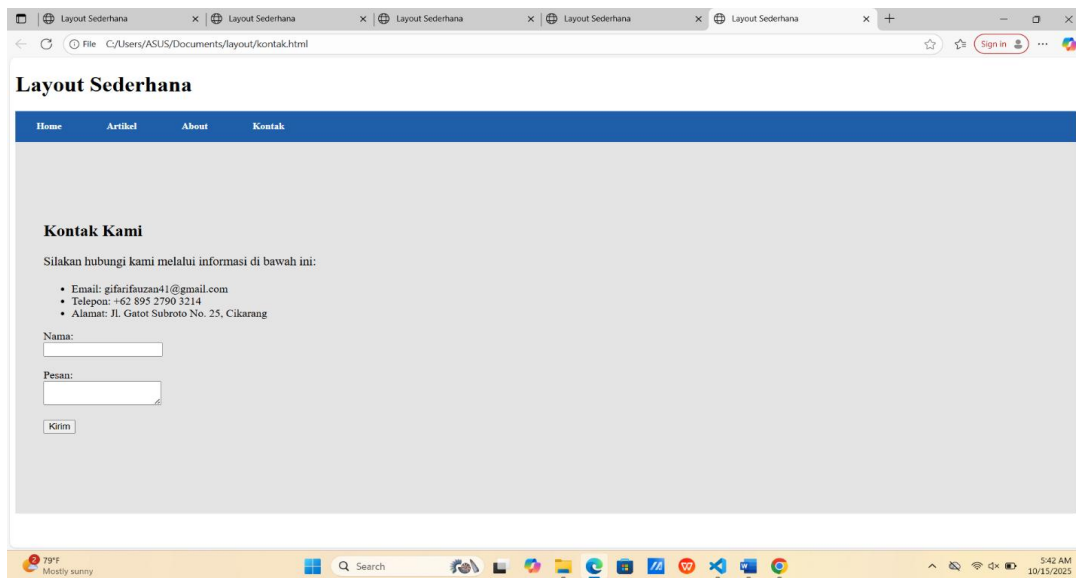 Layout Sederhana Layout Sederhana Layout Sederhana Layout Sederhana Layout Sederhana
File C:/Users/ASUS/Documents/layout/kontak.html Sign in
Layout Sederhana
Home Artikel About Kontak
Kontak Kami
Silakan hubungi kami melalui informasi di bawah ini:
• Email: gifarifauzan41@gmail.com
• Telepon: +62 895 2790 3214
• Alamat: Jl. Gatot Subroto No. 25, Cikarang
Nama:
Pesan:
Kirim
2 79°F
Mostly sunny
Search
5:42 AM
10/15/2025